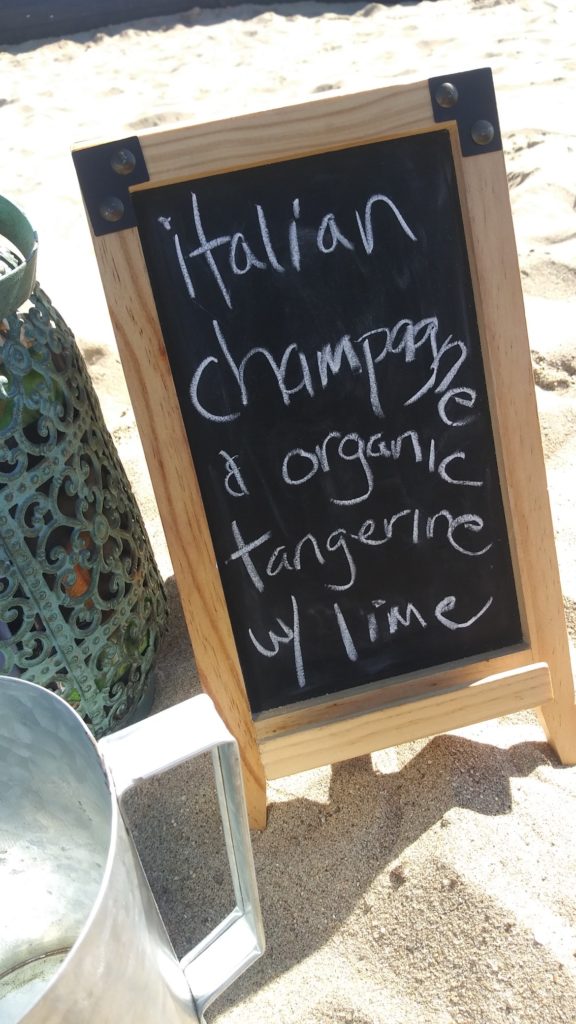 italian
champagne
& organic
tangerine
w/ lime